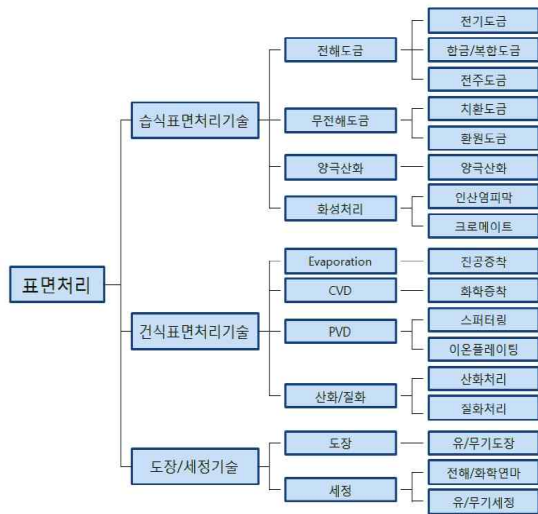 표면처리
습식표면처리기술
전해도금
전기도금
합금/복합도금
전주도금
무전해도금
치환도금
환원도금
양극산화
양극산화
화성처리
인산염피막
크로메이트
건식표면처리기술
Evaporation
진공증착
CVD
화학증착
PVD
스퍼터링
이온플레이팅
산화/질화
산화처리
질화처리
도장/세정기술
도장
유/무기도장
세정
전해/화학연마
유/무기세정